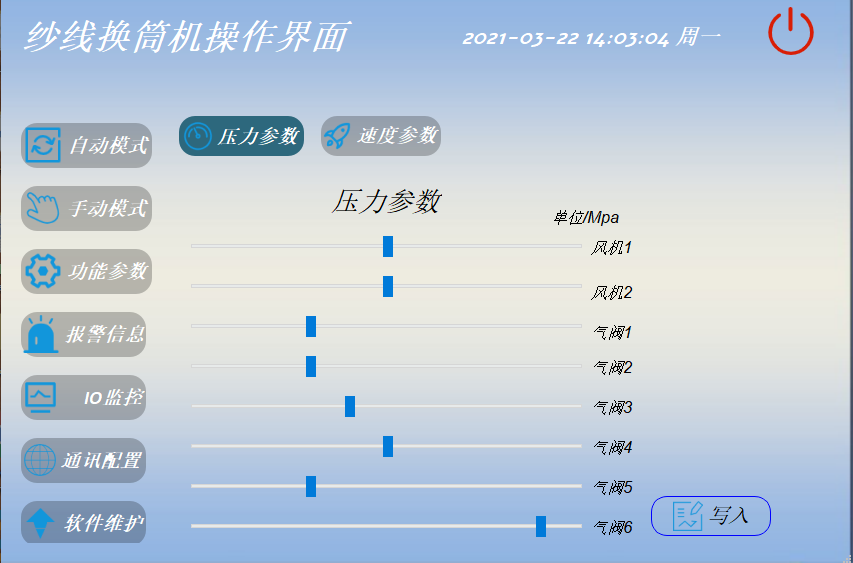 纱线换筒机操作界面
2021-03-22 14:03:04 周一
自动模式
手动模式
功能参数
报警信息
IO监控
通讯配置
软件维护
压力参数
速度参数
压力参数
单位/Mpa
风机1
风机2
气阀1
气阀2
气阀3
气阀4
气阀5
气阀6
写入